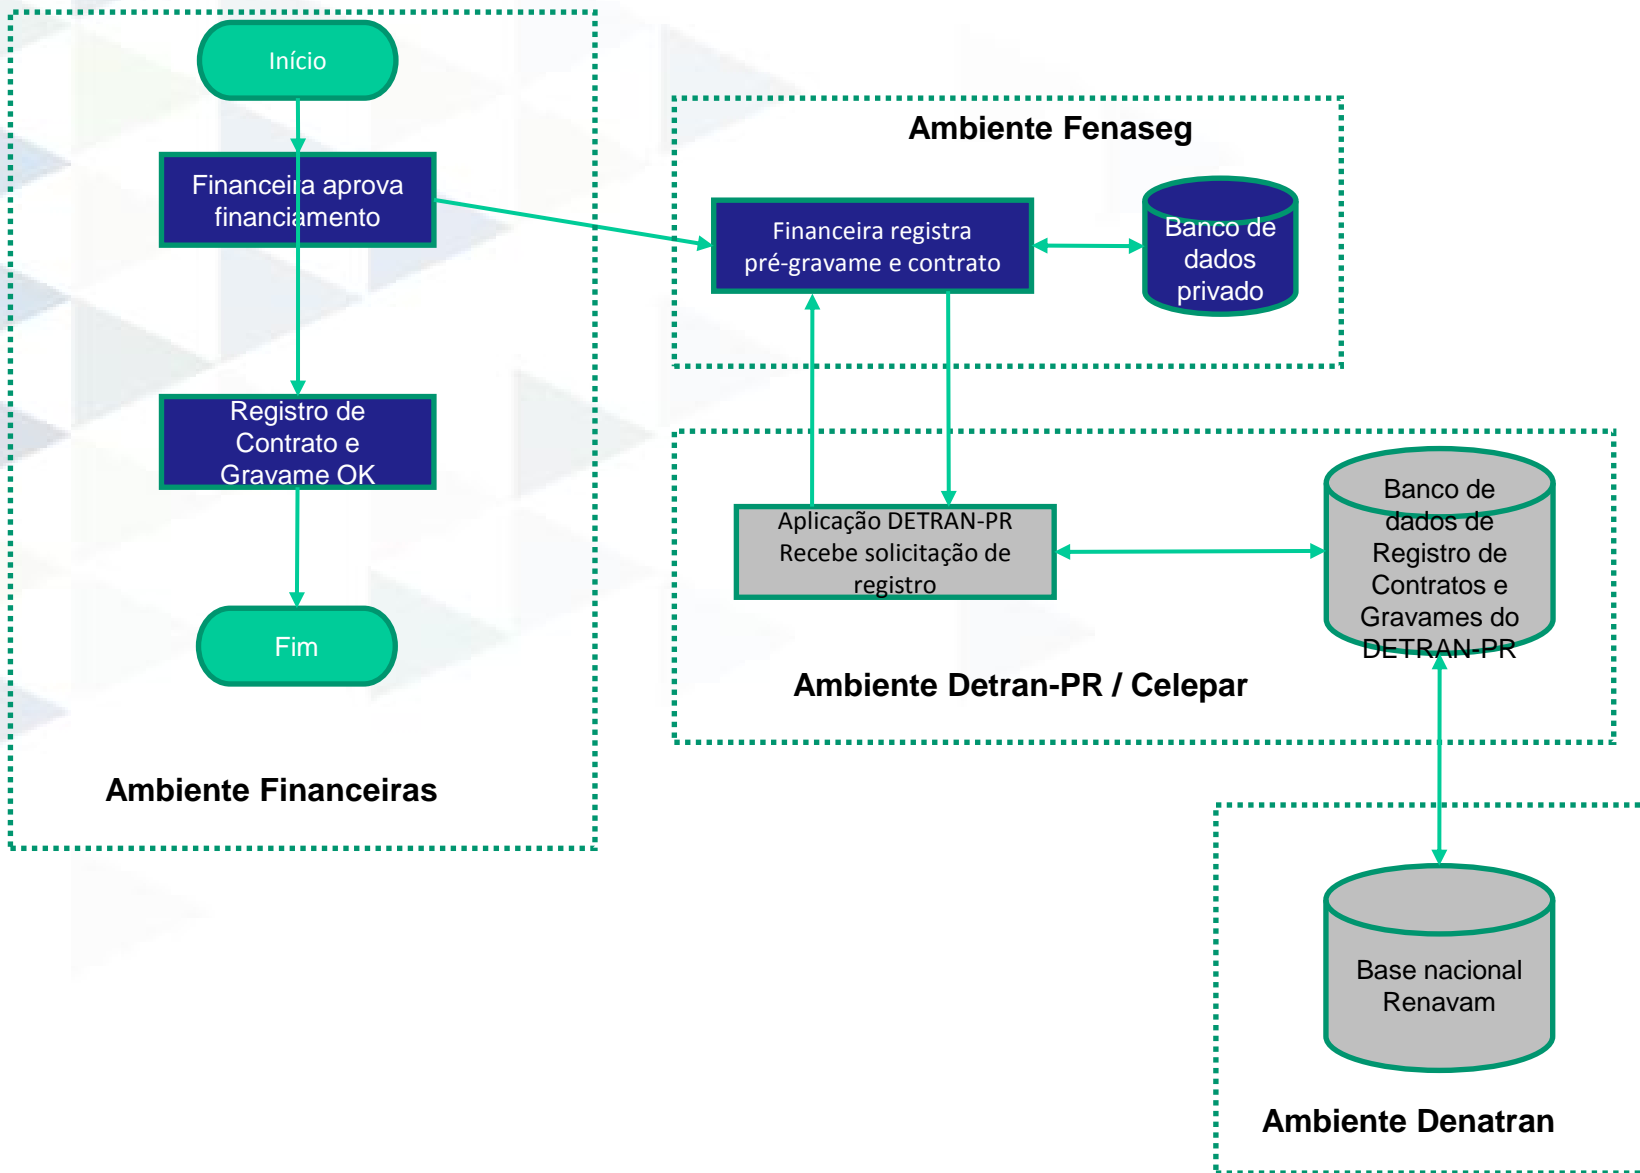 Início
Financeira aprova
financiamento
Registro de
Contrato e
Gravame OK
Fim
Ambiente Financeiras
Ambiente Fenaseg
Financeira registra
pré-gravame e contrato
Banco de
dados
privado
Aplicação DETRAN-PR
Recebe solicitação de
registro
Banco de
dados de
Registro de
Contratos e
Gravames do
DETRAN-PR
Ambiente Detran-PR / Celepar
Base nacional
Renavam
Ambiente Denatran